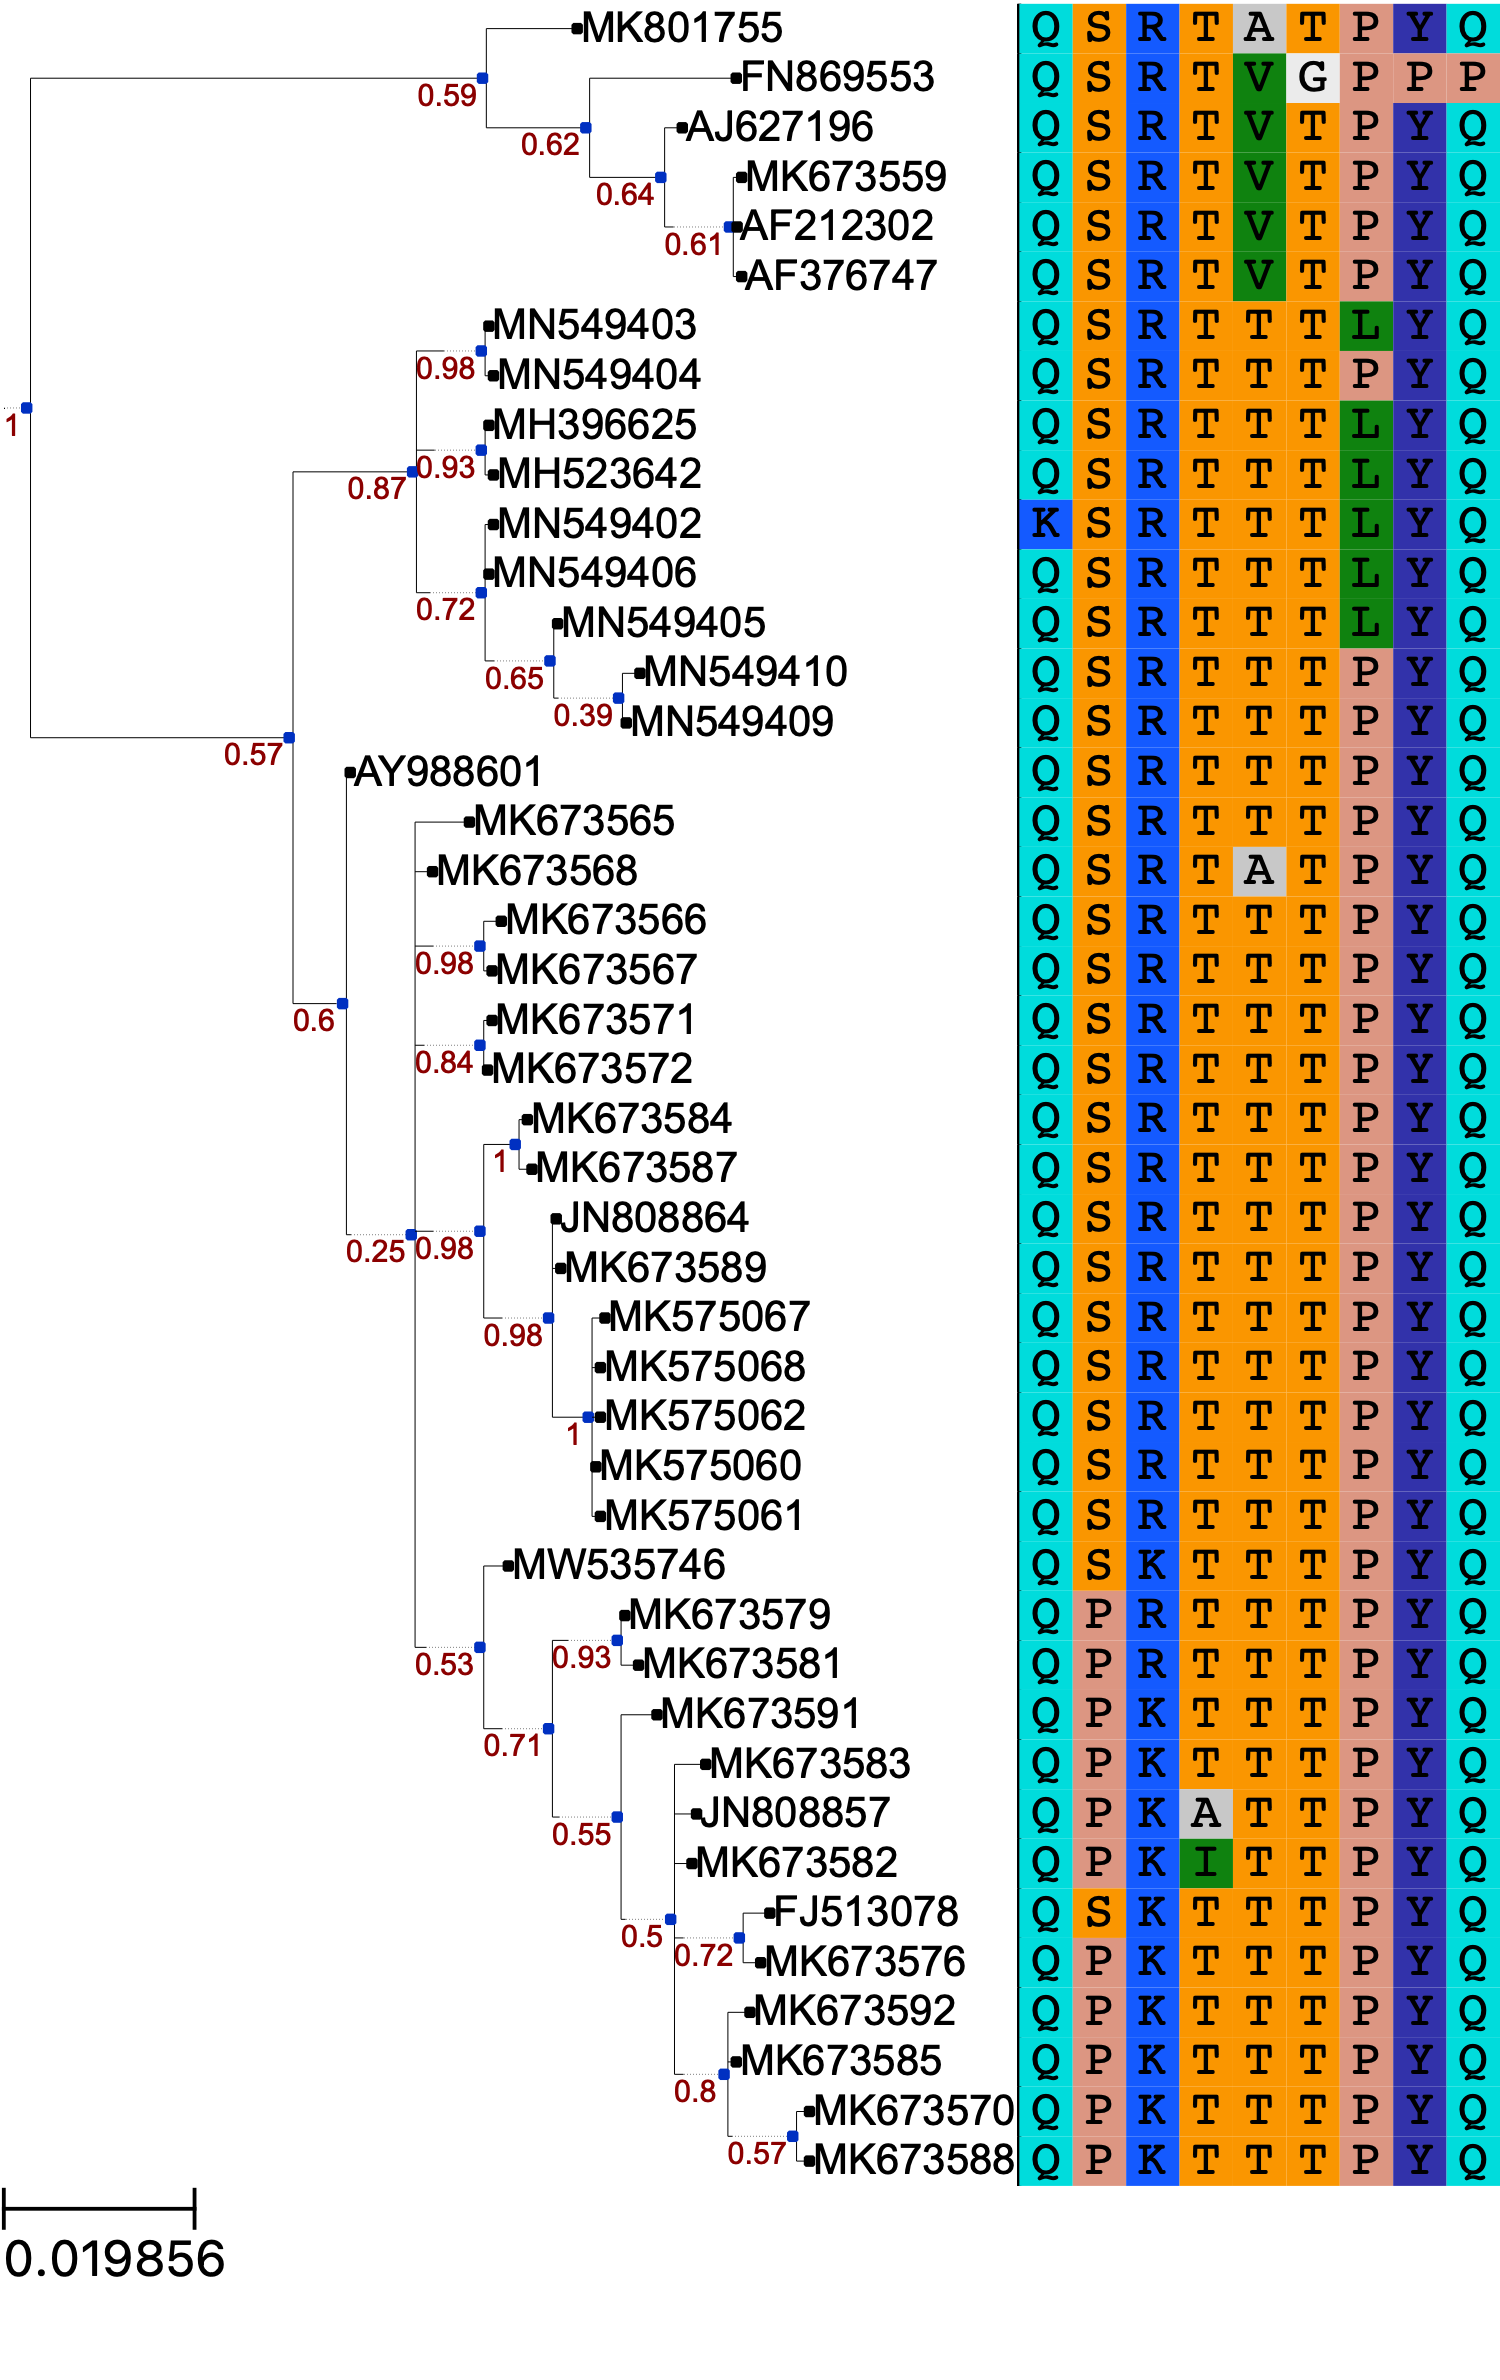 MK801755 Q S R T A T P Y Q
FN869553 Q S R T V G P P P
0.59
AJ627196 Q S R T V T P Y Q
0.62
MK673559 Q S R T V T P Y Q
0.64
AF212302 Q S R T V T P Y Q
0.61
AF376747 Q S R T V T P Y Q
MN549403 Q S R T T T L Y Q
0.98
MN549404 Q S R T T T P Y Q
1
MH396625 Q S R T T T L Y Q
0.93
MH523642 Q S R T T T L Y Q
0.87
MN549402 K S R T T T L Y Q
MN549406 Q S R T T T L Y Q
0.72
MN549405 Q S R T T T L Y Q
0.65
MN549410 Q S R T T T P Y Q
0.39
MN549409 Q S R T T T P Y Q
0.57
AY988601 Q S R T T T P Y Q
MK673565 Q S R T T T P Y Q
MK673568 Q S R T A T P Y Q
MK673566 Q S R T T T P Y Q
0.98
MK673567 Q S R T T T P Y Q
0.6
MK673571 Q S R T T T P Y Q
0.84
MK673572 Q S R T T T P Y Q
MK673584 Q S R T T T P Y Q
1
MK673587 Q S R T T T P Y Q
JN808864 Q S R T T T P Y Q
0.25 0.98
MK673589 Q S R T T T P Y Q
MK575067 Q S R T T T P Y Q
0.98
MK575068 Q S R T T T P Y Q
MK575062 Q S R T T T P Y Q
1
MK575060 Q S R T T T P Y Q
MK575061 Q S R T T T P Y Q
MW535746 Q S K T T T P Y Q
MK673579 Q P R T T T P Y Q
0.93
0.53
MK673581 Q P R T T T P Y Q
MK673591 Q P K T T T P Y Q
0.71
MK673583 Q P K T T T P Y Q
JN808857 Q P K A T T P Y Q
0.55
MK673582 Q P K I T T P Y Q
FJ513078 Q S K T T T P Y Q
0.5
0.72
MK673576 Q P K T T T P Y Q
MK673592 Q P K T T T P Y Q
MK673585 Q P K T T T P Y Q
0.8
MK673570 Q P K T T T P Y Q
0.57
MK673588 Q P K T T T P Y Q
0.019856